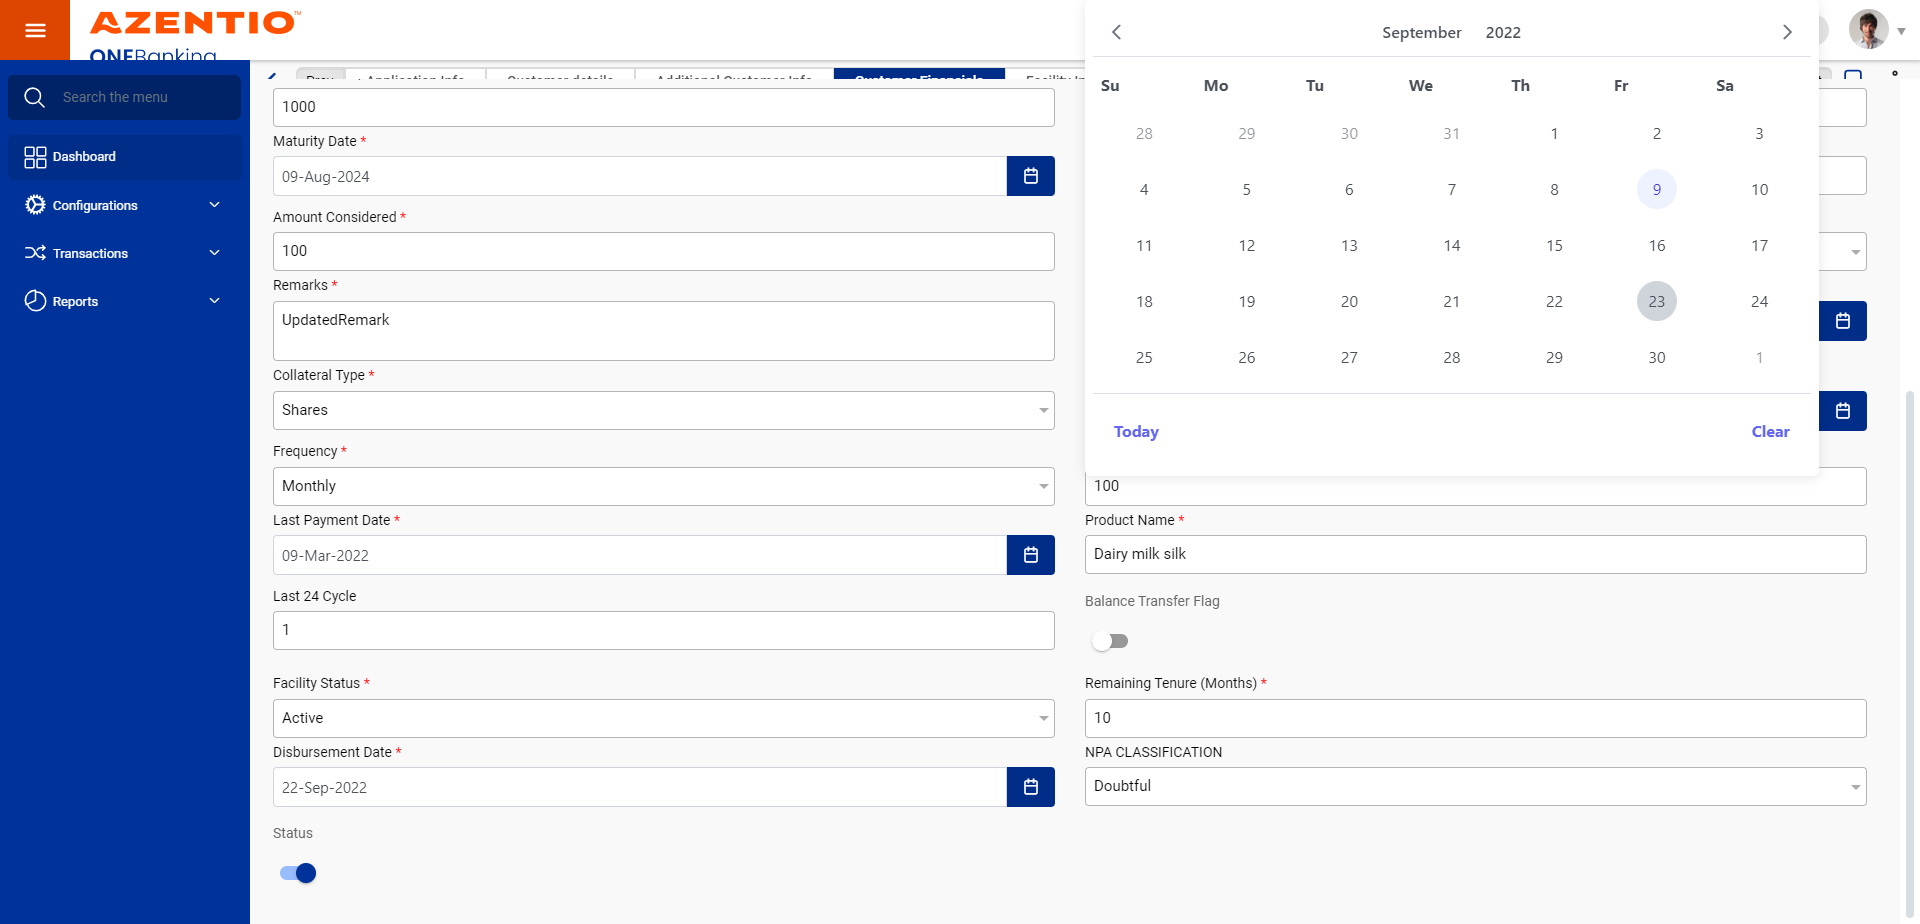 AZENTIO™
ONEBanking
Search the menu
Dashboard
Configurations
Transactions
Reports
Prev
Application Info
Customer details
Additional Customer Info
Customer Financials
1000
Maturity Date *
09-Aug-2024
Amount Considered *
100
Remarks *
UpdatedRemark
Collateral Type *
Shares
Frequency *
Monthly
Last Payment Date *
09-Mar-2022
Last 24 Cycle
1
Facility Status *
Active
Disbursement Date *
22-Sep-2022
Status
September 2022
Su Mo Tu We Th Fr Sa
28 29 30 31 1 2 3
4 5 6 7 8 9 10
11 12 13 14 15 16 17
18 19 20 21 22 23 24
25 26 27 28 29 30 1
Today Clear
100
Product Name *
Dairy milk silk
Balance Transfer Flag
Remaining Tenure (Months) *
10
NPA CLASSIFICATION
Doubtful